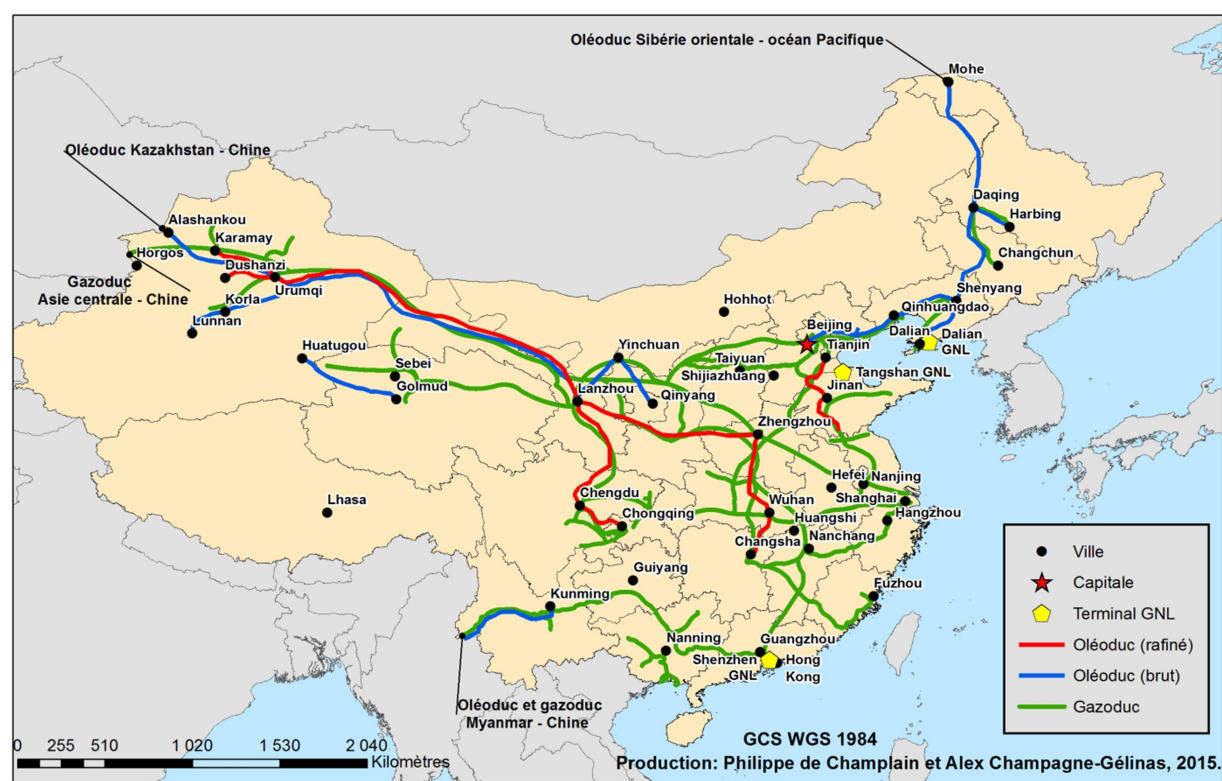 Oléoduc Sibérie orientale - océan Pacifique
Mohe
Oléoduc Kazakhstan - Chine
Alashankou
Karamay
Horgos
Dushanzi
Gazoduc
Asie centrale - Chine
Urumqi
Korla
Lunnan
Huatugou
Sebei
Golmud
Daqing
Harbing
Changchun
Shenyang
Qinhuangdao
Hohhot
Beijing
Dalian
Dalian
GNL
Tianjin
Yinchuan
Taiyuan
Tangshan GNL
Shijiazhuang
Lanzhou
Qinyang
Jinan
Zhengzhou
Hefei
Nanjing
Shanghai
Lhasa
Chengdu
Chongqing
Wuhan
Huangshi
Hangzhou
Changsha
Nanchang
Guiyang
Kunming
Fuzhou
Nanning
Guangzhou
Shenzhen
GNL
Hong
Kong
Oléoduc et gazoduc
Myanmar - Chine
Ville
Capitale
Terminal GNL
Oléoduc (rafiné)
Oléoduc (brut)
Gazoduc
0 255 510 1 020 1 530 2 040
Kilomètres
GCS WGS 1984
Production: Philippe de Champlain et Alex Champagne-Gélinas, 2015.